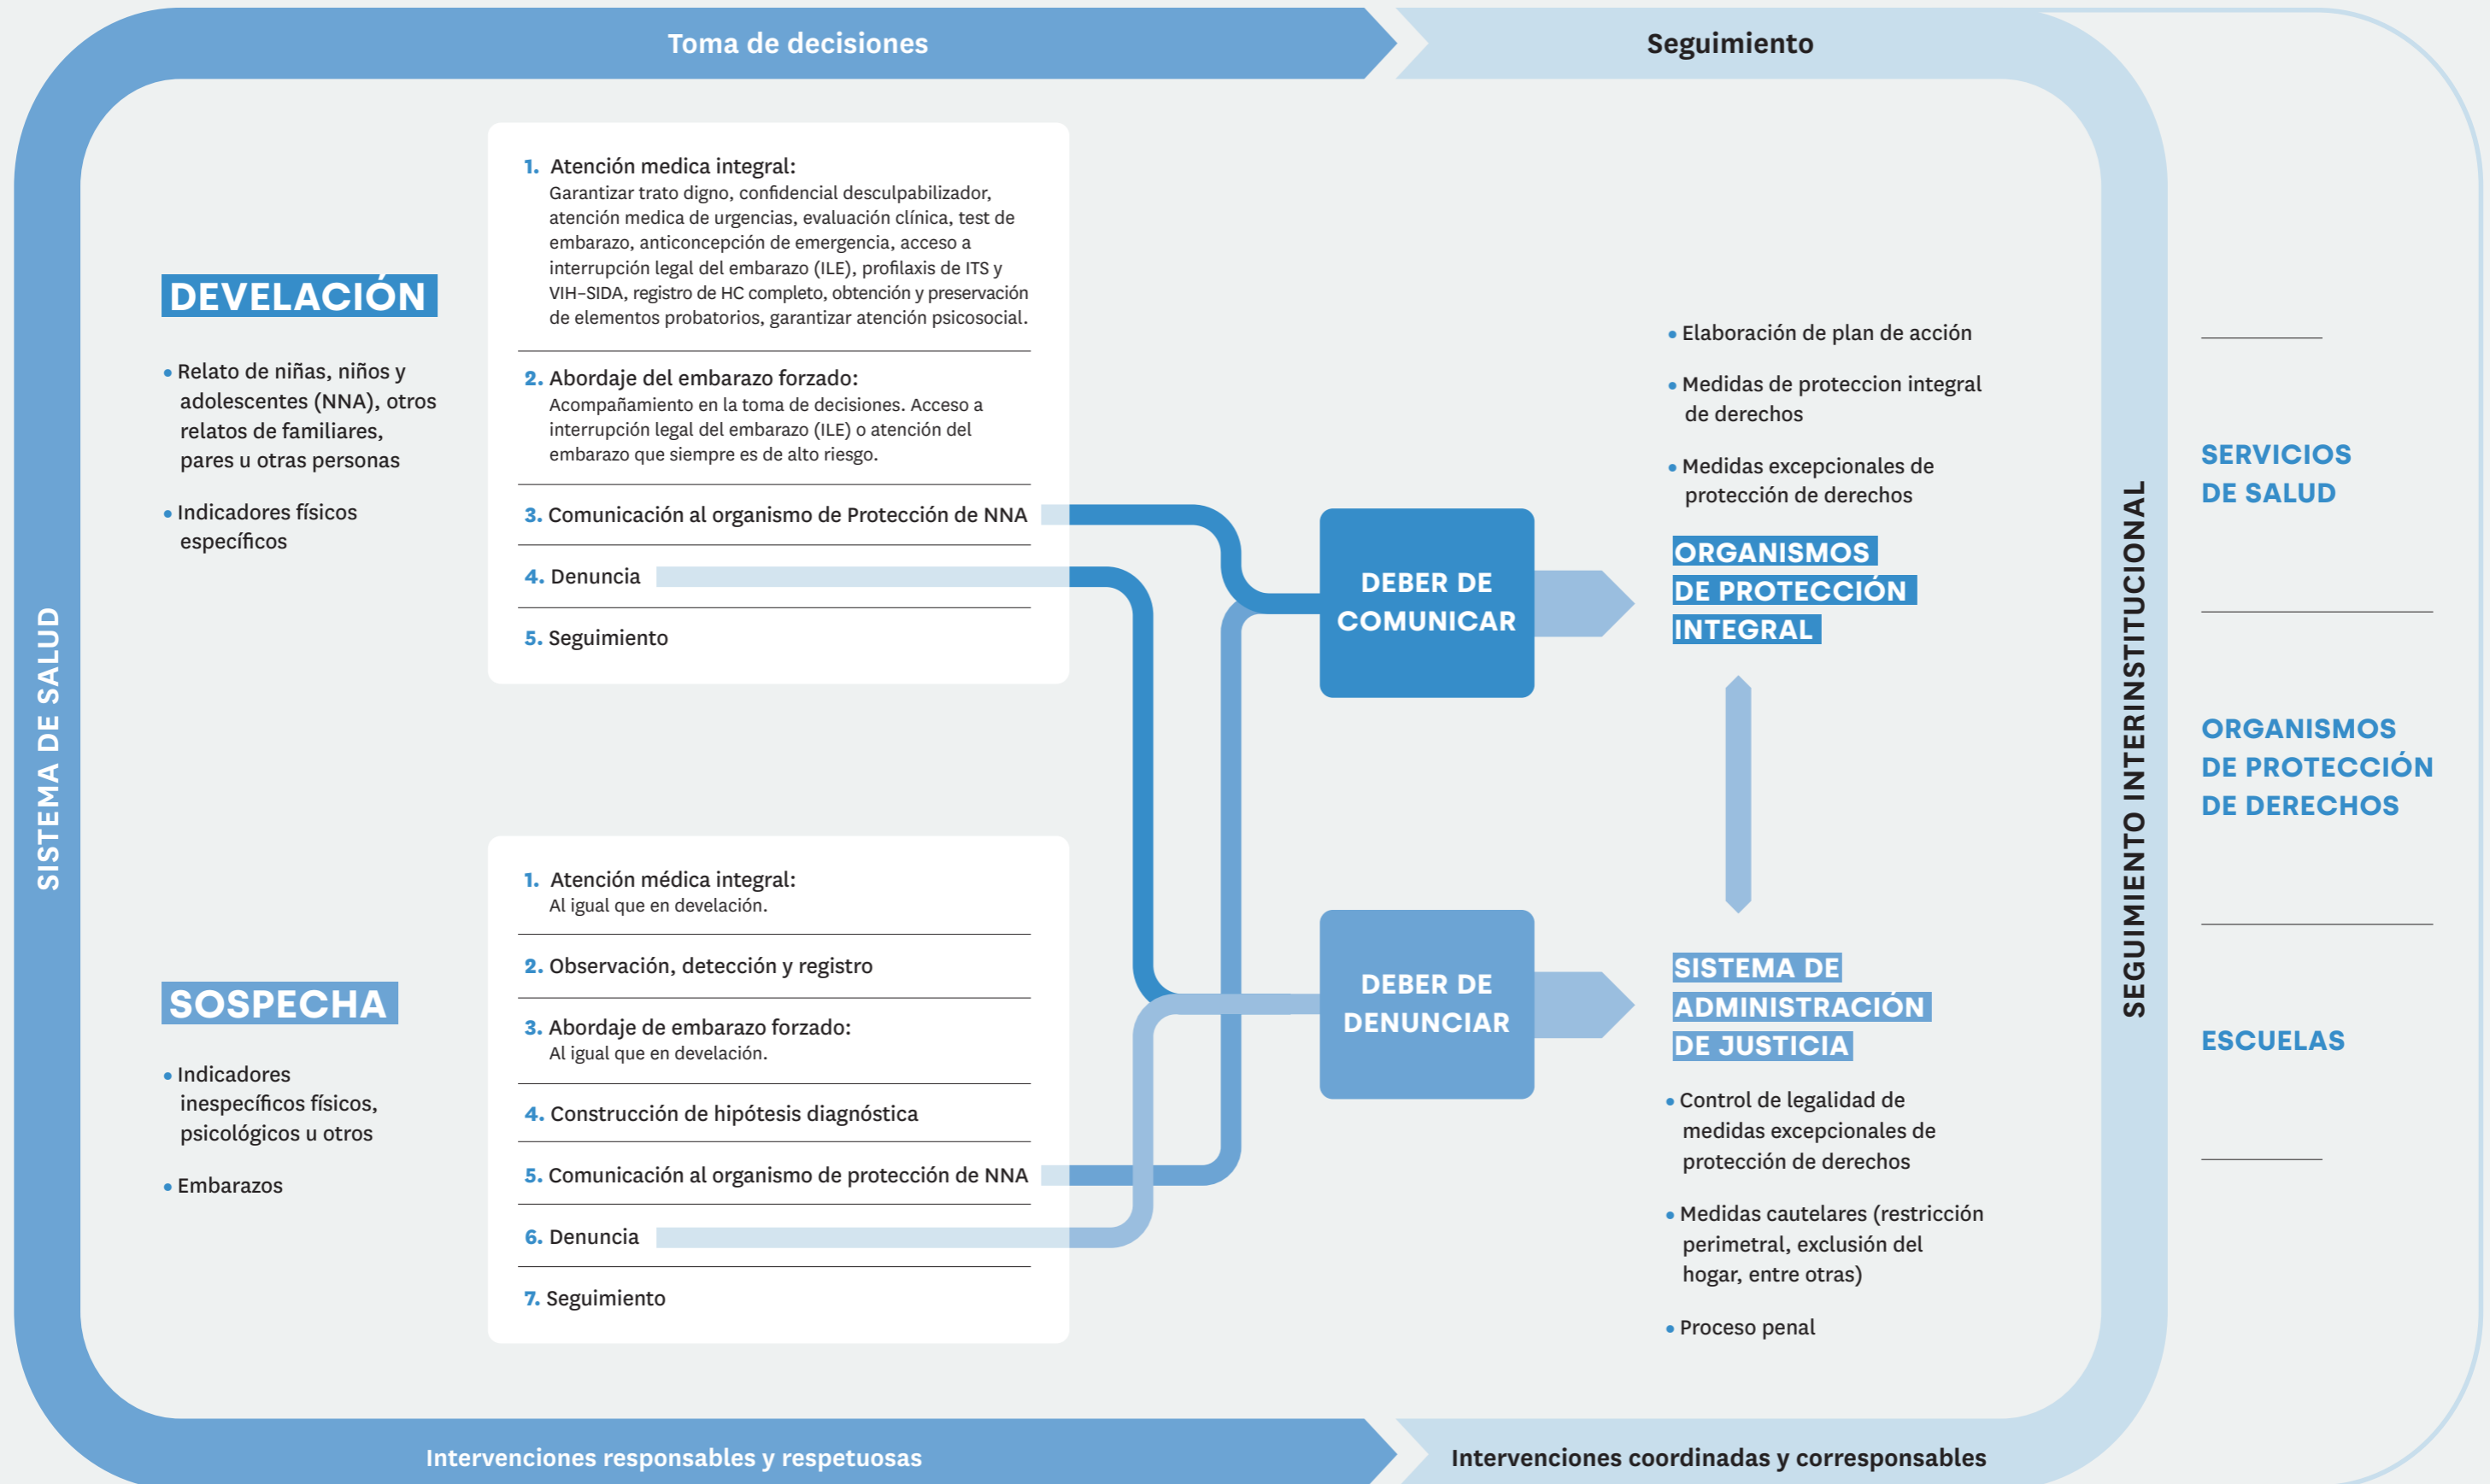 Toma de decisiones
Seguimiento
SISTEMA DE SALUD
DEVELACIÓN
• Relato de niñas, niños y
adolescentes (NNA), otros
relatos de familiares,
pares u otras personas
• Indicadores físicos
específicos
1. Atención medica integral:
Garantizar trato digno, confidencial desculpabilizador,
atención medica de urgencias, evaluación clínica, test de
embarazo, anticoncepción de emergencia, acceso a
interrupción legal del embarazo (ILE), profilaxis de ITS y
VIH–SIDA, registro de HC completo, obtención y preservación
de elementos probatorios, garantizar atención psicosocial.
2. Abordaje del embarazo forzado:
Acompañamiento en la toma de decisiones. Acceso a
interrupción legal del embarazo (ILE) o atención del
embarazo que siempre es de alto riesgo.
3. Comunicación al organismo de Protección de NNA
4. Denuncia
5. Seguimiento
SOSPECHA
• Indicadores
inespecíficos físicos,
psicológicos u otros
• Embarazos
1. Atención médica integral:
Al igual que en develación.
2. Observación, detección y registro
3. Abordaje de embarazo forzado:
Al igual que en develación.
4. Construcción de hipótesis diagnóstica
5. Comunicación al organismo de protección de NNA
6. Denuncia
7. Seguimiento
DEBER DE
COMUNICAR
DEBER DE
DENUNCIAR
• Elaboración de plan de acción
• Medidas de proteccion integral
de derechos
• Medidas excepcionales de
protección de derechos
ORGANISMOS
DE PROTECCIÓN
INTEGRAL
SISTEMA DE
ADMINISTRACIÓN
DE JUSTICIA
• Control de legalidad de
medidas excepcionales de
protección de derechos
• Medidas cautelares (restricción
perimetral, exclusión del
hogar, entre otras)
• Proceso penal
SEGUIMIENTO INTERINSTITUCIONAL
SERVICIOS
DE SALUD
ORGANISMOS
DE PROTECCIÓN
DE DERECHOS
ESCUELAS
Intervenciones responsables y respetuosas
Intervenciones coordinadas y corresponsables